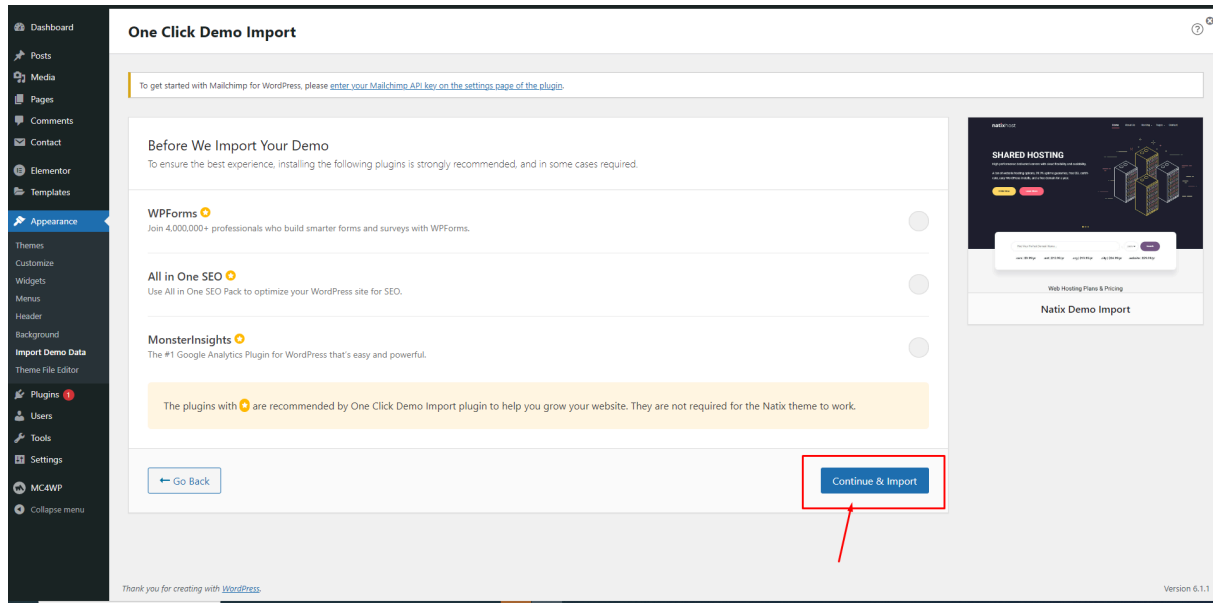 Dashboard
Posts
Media
Pages
Comments
Contact
Elementor
Templates
Appearance
Themes
Customize
Widgets
Menus
Header
Background
Import Demo Data
Theme File Editor
Plugins 1
Users
Tools
Settings
MC4WP
Collapse menu
One Click Demo Import
To get started with Mailchimp for WordPress, please enter your Mailchimp API key on the settings page of the plugin.
Before We Import Your Demo
To ensure the best experience, installing the following plugins is strongly recommended, and in some cases required.
WPForms
Join 4,000,000+ professionals who build smarter forms and surveys with WPForms.
All in One SEO
Use All in One SEO Pack to optimize your WordPress site for SEO.
MonsterInsights
The #1 Google Analytics Plugin for WordPress that's easy and powerful.
The plugins with are recommended by One Click Demo Import plugin to help you grow your website. They are not required for the Natix theme to work.
← Go Back
Continue & Import
natixhost
SHARED HOSTING
Web Hosting Plans & Pricing
Natix Demo Import
Thank you for creating with WordPress.
Version 6.1.1